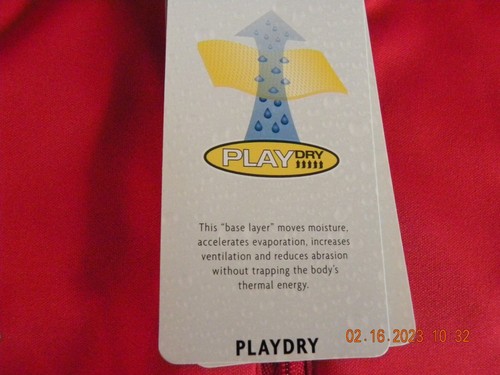 PLAYDRY
This "base layer" moves moisture,
accelerates evaporation, increases
ventilation and reduces abrasion
without trapping the body's
thermal energy.
PLAYDRY
02.16.2023 10:32